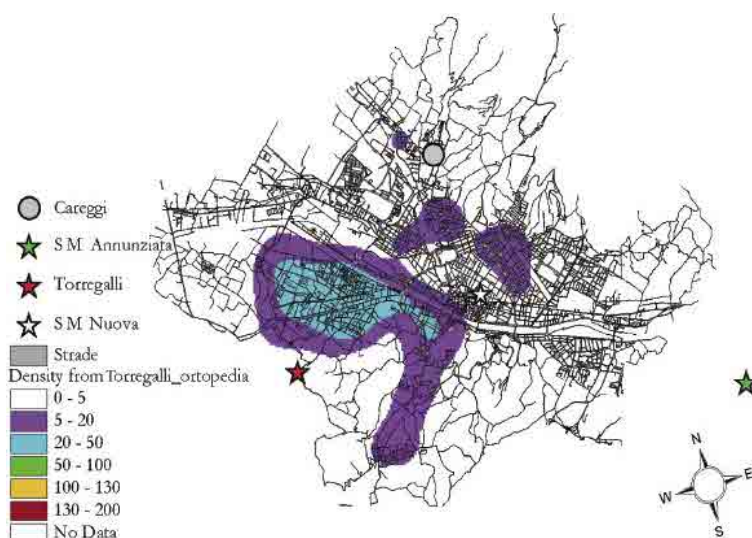 Careggi
S M Annunziata
Torregalli
S M Nuova
Strade
Density from Torregalli_ortopedia
0 - 5
5 - 20
20 - 50
50 - 100
100 - 130
130 - 200
No Data
N
W E
S